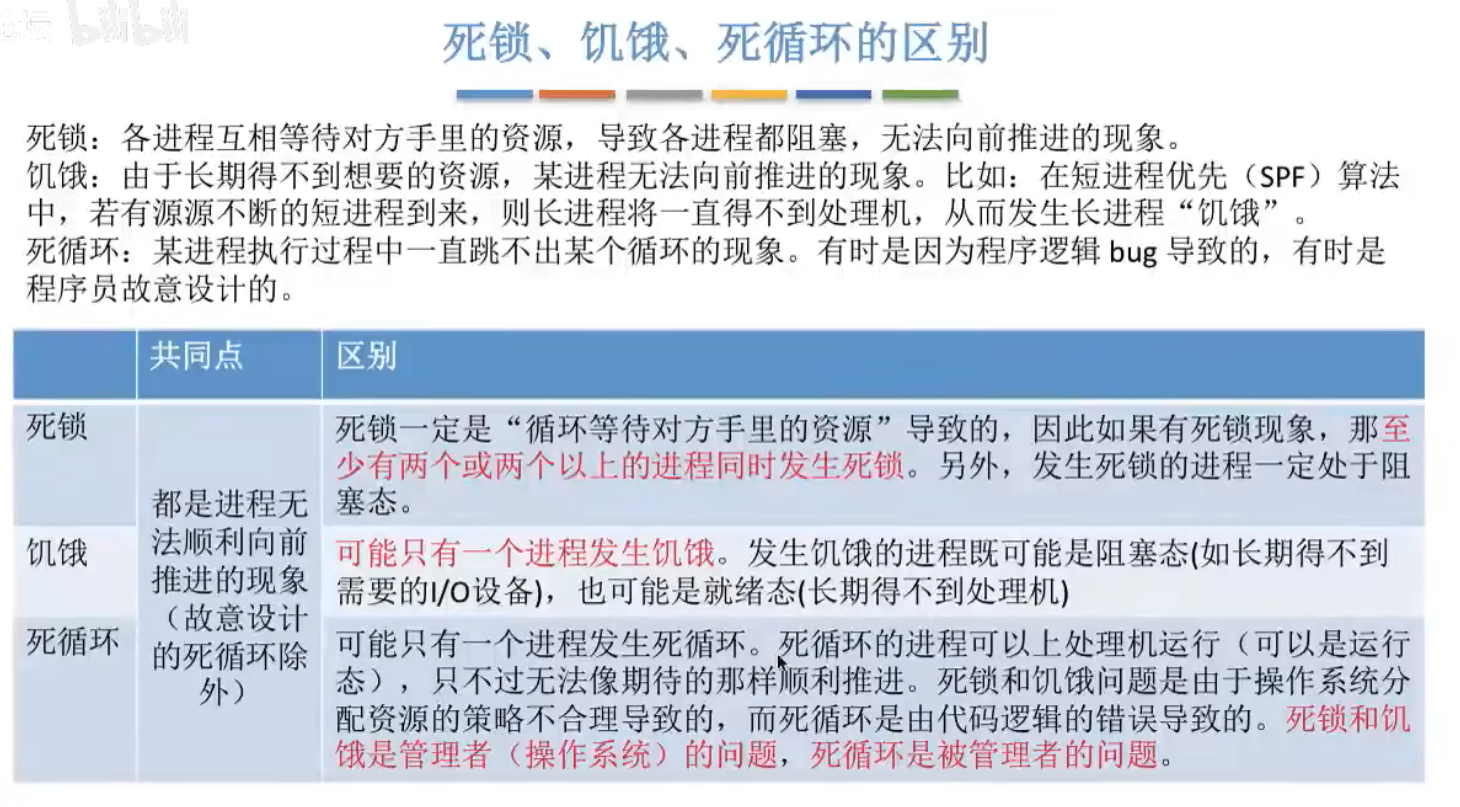 bilibili
死锁、饥饿、死循环的区别
死锁：各进程互相等待对方手里的资源，导致各进程都阻塞，无法向前推进的现象。
饥饿：由于长期得不到想要的资源，某进程无法向前推进的现象。比如：在短进程优先（SPF）算法
中，若有源源不断的短进程到来，则长进程将一直得不到处理机，从而发生长进程“饥饿”。
死循环：某进程执行过程中一直跳不出某个循环的现象。有时是因为程序逻辑 bug 导致的，有时是
程序员故意设计的。
共同点
区别
死锁
都是进程无
法顺利向前
推进的现象
（故意设计
的死循环除
外）
死锁一定是“循环等待对方手里的资源”导致的，因此如果有死锁现象，那至
少有两个或两个以上的进程同时发生死锁。另外，发生死锁的进程一定处于阻
塞态。
饥饿
可能只有一个进程发生饥饿。发生饥饿的进程既可能是阻塞态(如长期得不到
需要的I/O设备)，也可能是就绪态(长期得不到处理机)
死循环
可能只有一个进程发生死循环。死循环的进程可以上处理机运行（可以是运行
态），只不过无法像期待的那样顺利推进。死锁和饥饿问题是由于操作系统分
配资源的策略不合理导致的，而死循环是由代码逻辑的错误导致的。死锁和饥
饿是管理者（操作系统）的问题，死循环是被管理者的问题。